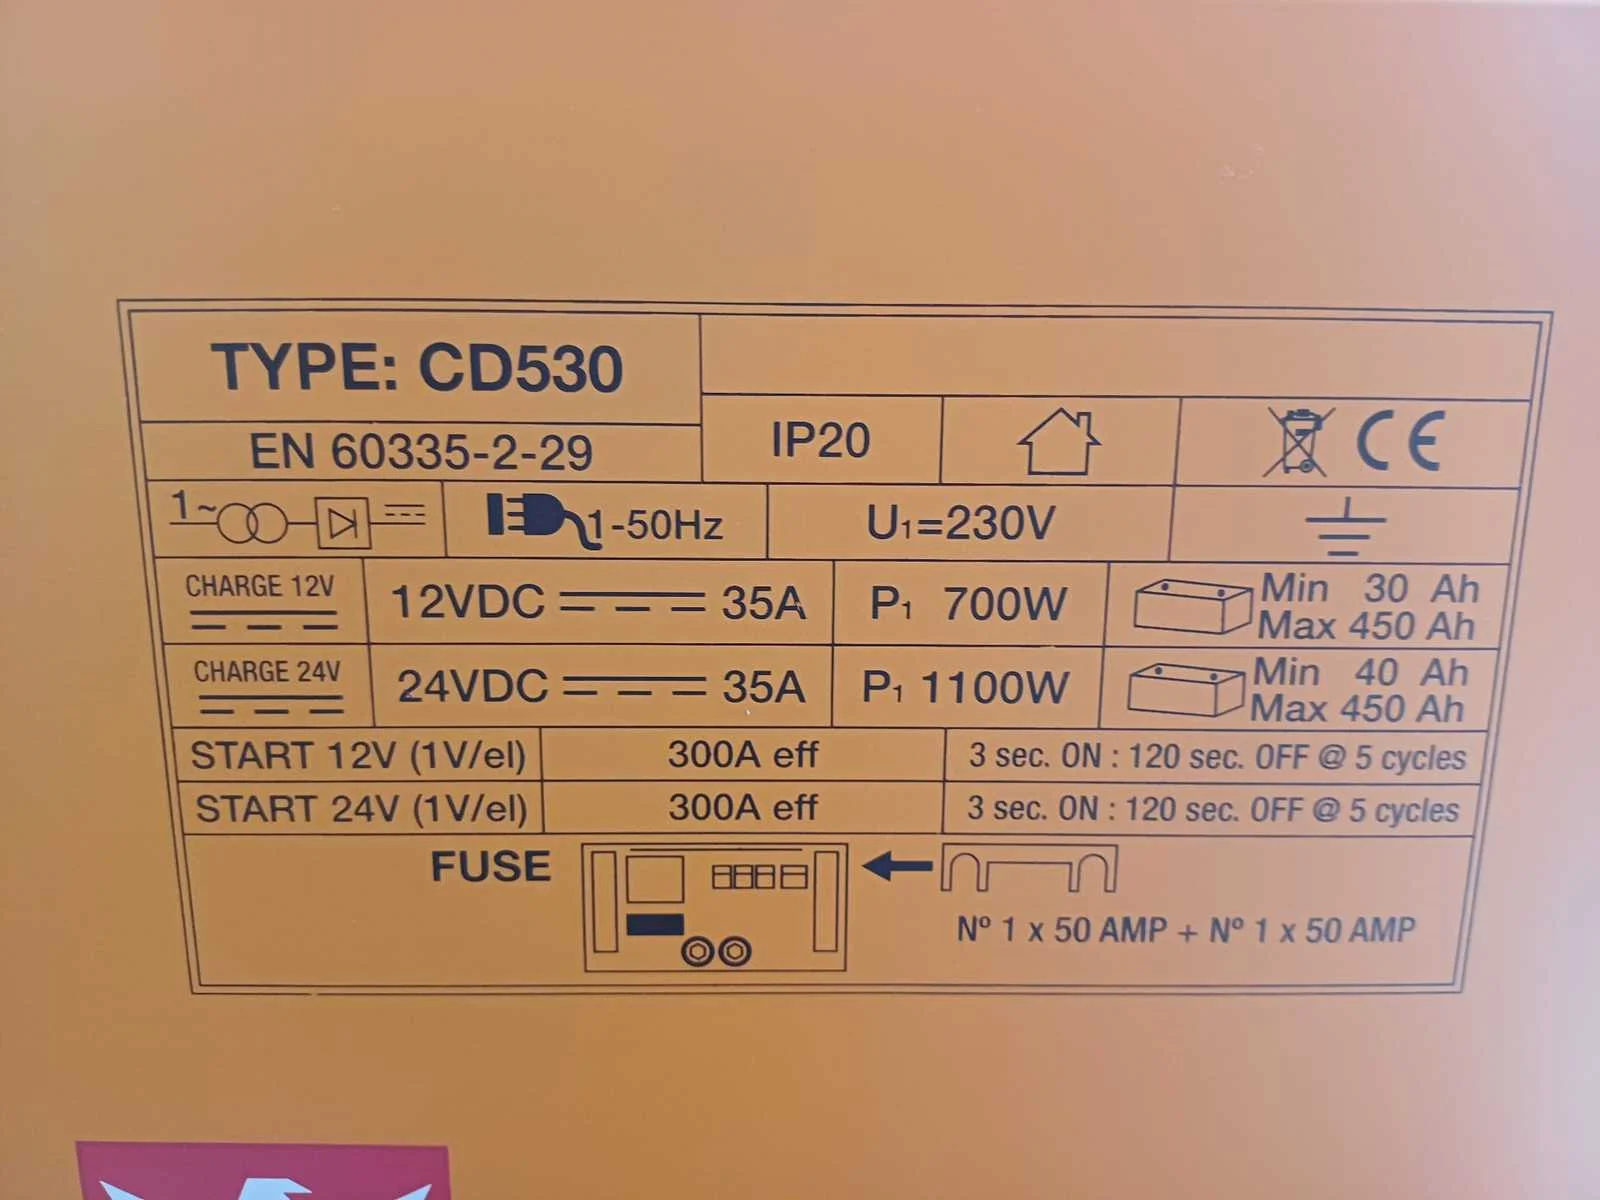 TYPE: CD530
EN 60335-2-29
IP20
CE
1~
1-50Hz
U1=230V
CHARGE 12V
12VDC 35A
P1 700W
Min 30 Ah
Max 450 Ah
CHARGE 24V
24VDC 35A
P1 1100W
Min 40 Ah
Max 450 Ah
START 12V (1V/el) 300A eff 3 sec. ON : 120 sec. OFF @ 5 cycles
START 24V (1V/el) 300A eff 3 sec. ON : 120 sec. OFF @ 5 cycles
FUSE
Nº 1 x 50 AMP + Nº 1 x 50 AMP